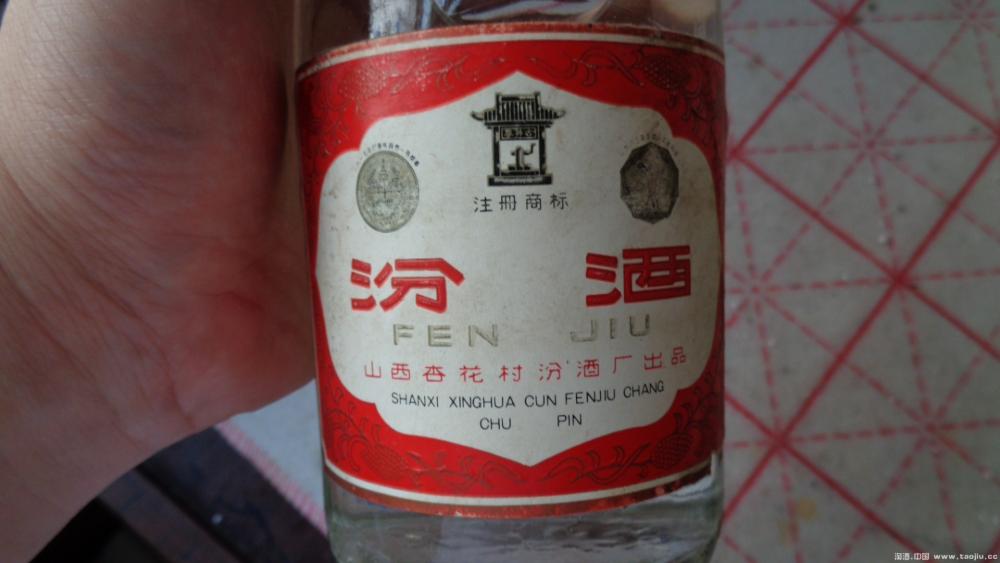 注册商标
汾酒
FEN JIU
山西杏花村汾酒厂出品
SHANXI XINGHUA CUN FENJIU CHANG
CHU PIN
淘酒.中国 www.taojiu.cc